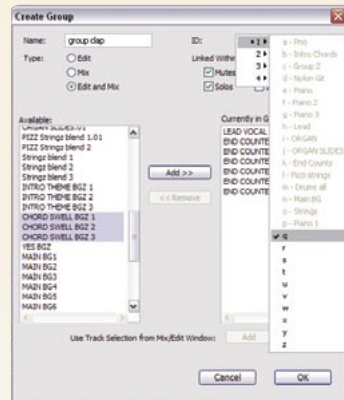 Create Group
Name: group clap
ID:
• 1
2
3
4
Type:
Edit
Mix
Edit and Mix
Linked Within
Mutes
Solos
Available:
ORGAN SLIDES.01
PIZZ Stringz blend 1.01
PIZZ Stringz blend 2
Stringz blend 1
Stringz blend 2
Stringz blend 3
INTRO THEME BGZ 1
INTRO THEME BGZ 2
INTRO THEME BGZ 3
CHORD SWELL BGZ 1
CHORD SWELL BGZ 2
CHORD SWELL BGZ 3
YES BGZ
MAIN BG1
MAIN BG2
MAIN BG3
MAIN BG4
MAIN BG5
MAIN BG6
Add >>
<< Remove
Currently in G
LEAD VOCAL
END COUNTE
END COUNTE
END COUNTE
END COUNTE
END COUNTE
a - Pno
b - Intro Chords
c - Group 2
d - Nylon Git
e - Piano
f - Piano 2
g - Piano 3
h - Lead
i - ORGAN
j - ORGAN SLIDES
k - End Counts
l - Pizz strings
m - Drums all
n - Main BG
o - Strings
p - Piano 1
q
r
s
t
u
v
w
x
y
z
Use Track Selection from Mix/Edit Window:
Add
Cancel
OK